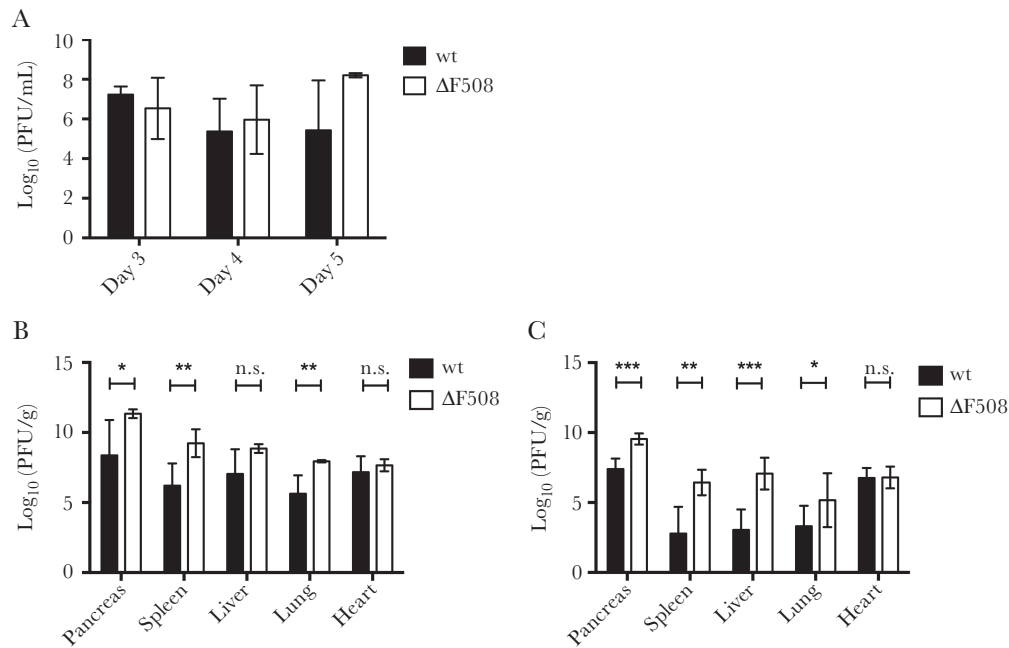 A
Log10 (PFU/mL)
10
8
6
4
2
0
Day 3
Day 4
Day 5
wt
ΔF508
B
Log10 (PFU/g)
15
10
5
0
*
**
n.s.
**
n.s.
Pancreas
Spleen
Liver
Lung
Heart
wt
ΔF508
C
Log10 (PFU/g)
15
10
5
0
***
**
***
*
n.s.
Pancreas
Spleen
Liver
Lung
Heart
wt
ΔF508